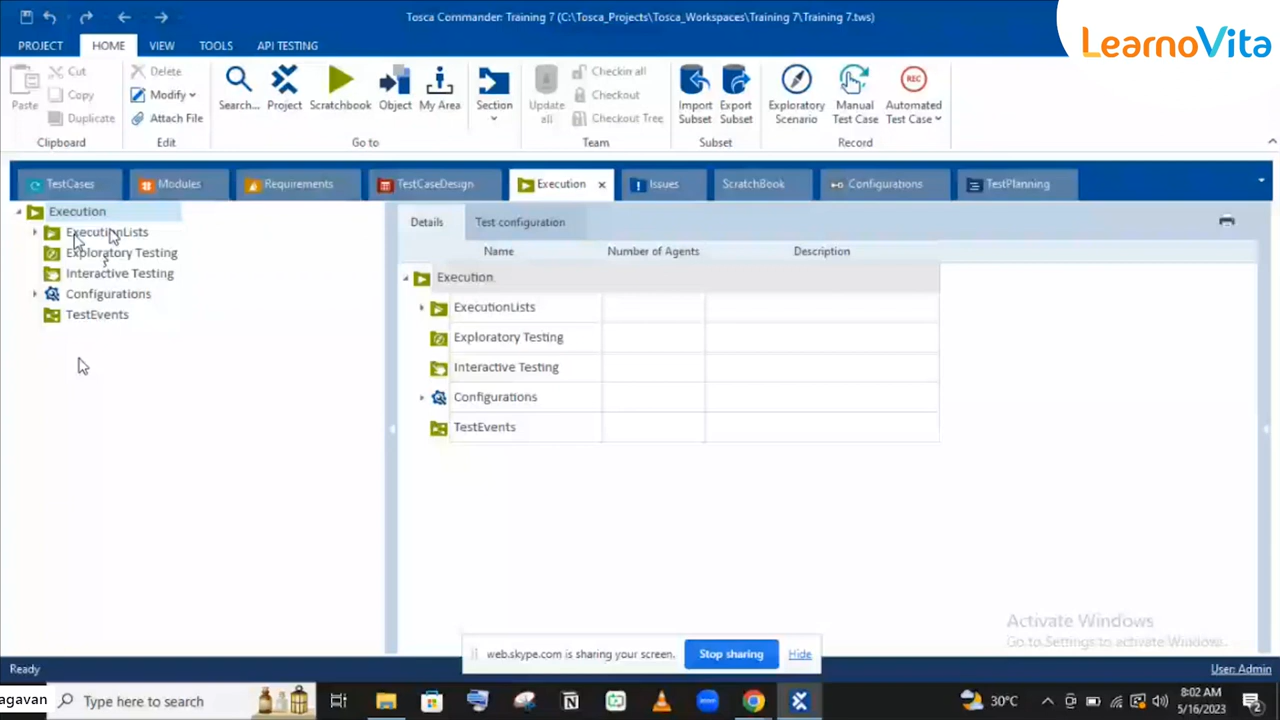 Tosca Commander: Training 7 (C:\Tosca_Projects\Tosca_Workspaces\Training 7\Training 7.tws)
LearnoVita
PROJECT HOME VIEW TOOLS API TESTING
Cut
Copy
Duplicate
Paste
Clipboard
Delete
Modify
Attach File
Edit
Search... Project Scratchbook Object My Area Section
Go to
Update all
Checkin all
Checkout
Checkout Tree
Team
Import Subset
Export Subset
Subset
Exploratory Scenario
Manual Test Case
REC
Automated Test Case
Record
TestCases Modules Requirements TestCaseDesign Execution x Issues ScratchBook Configurations TestPlanning
Execution
ExecutionLists
Exploratory Testing
Interactive Testing
Configurations
TestEvents
Details Test configuration
Name Number of Agents Description
Execution
ExecutionLists
Exploratory Testing
Interactive Testing
Configurations
TestEvents
Activate Windows
Go to Settings to activate Windows.
web.skype.com is sharing your screen. Stop sharing Hide
Ready
User: Admin
agavan
Type here to search
30°C
8:02 AM
5/16/2023
2